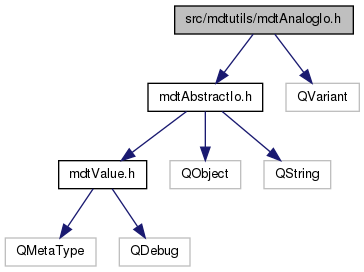 src/mdtutils/mdtAnalogIo.h
mdtAbstractIo.h
QVariant
mdtValue.h
QObject
QString
QMetaType
QDebug